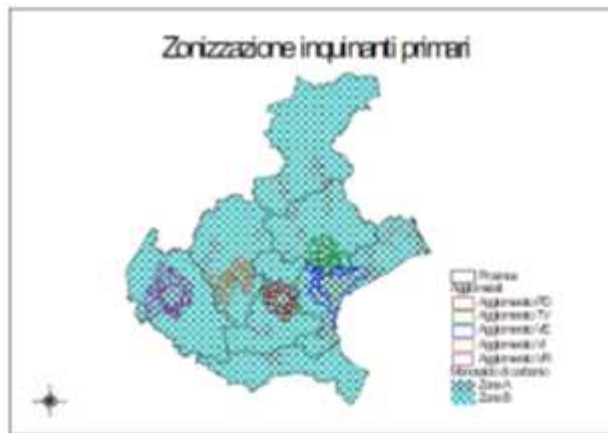 Zonizzazione inquinanti primari
Province
Agglomerati
Agglomerato PD
Agglomerato TV
Agglomerato VE
Agglomerato VI
Agglomerato VR
Monossido di carbonio
Zona A
Zona B